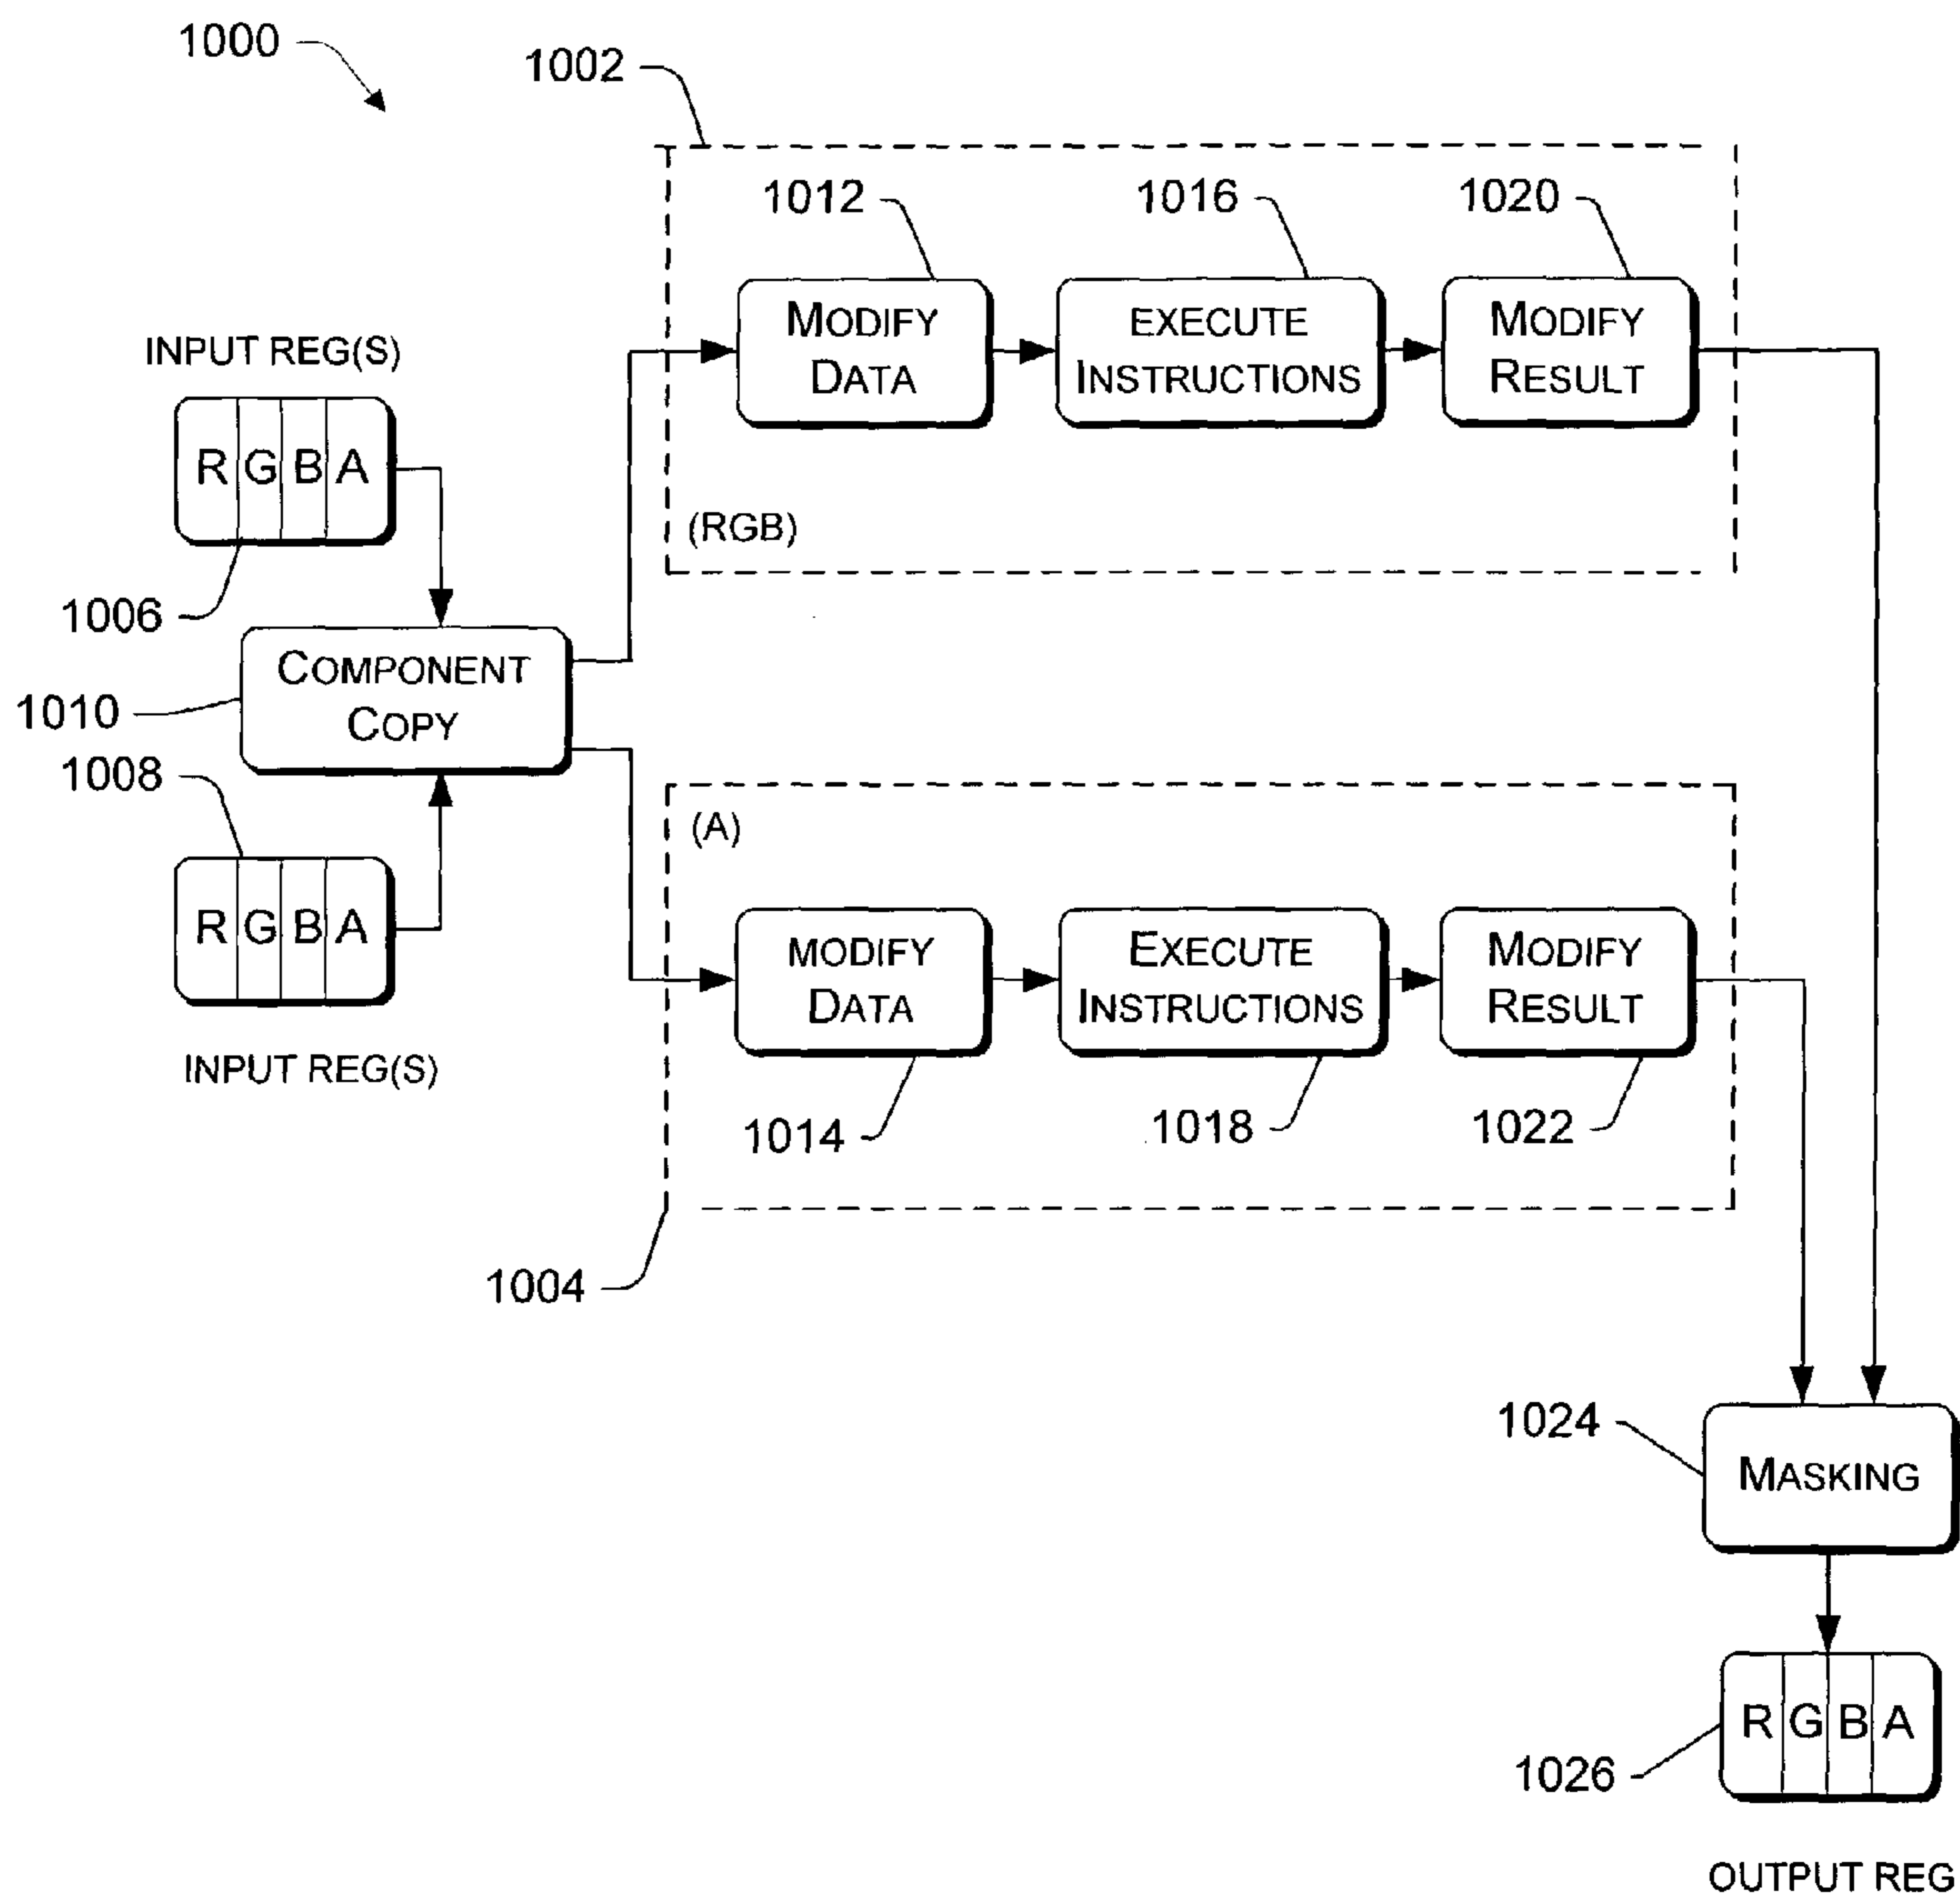 1000
1002
1012
1016
1020
MODIFY
DATA
EXECUTE
INSTRUCTIONS
MODIFY
RESULT
INPUT REG(S)
R G B A
(RGB)
1006
COMPONENT
COPY
1010
1008
(A)
R G B A
MODIFY
DATA
EXECUTE
INSTRUCTIONS
MODIFY
RESULT
INPUT REG(S)
1014
1018
1022
1004
1024
MASKING
R G B A
1026
OUTPUT REG